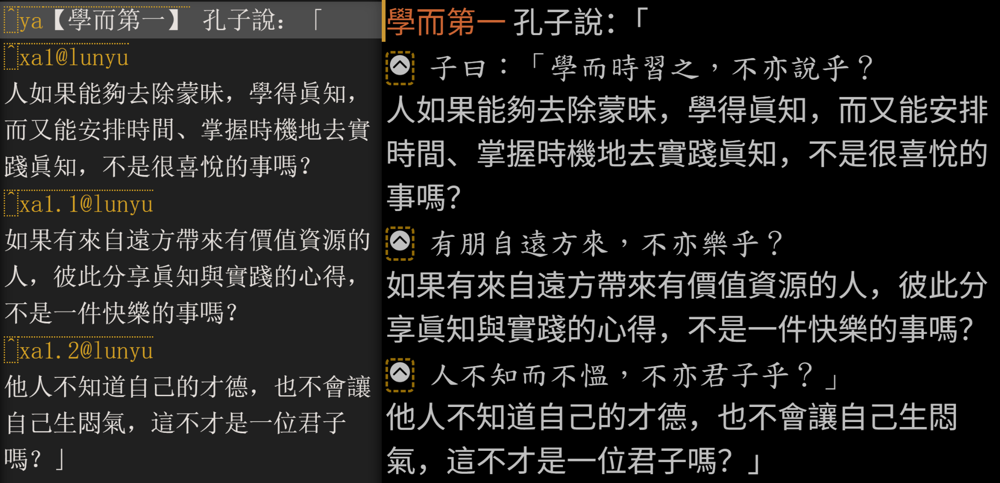 ^ya【學而第一】 孔子說：「
^xa1@lunyu
人如果能夠去除蒙昧，學得眞知，
而又能安排時間、掌握時機地去實
踐眞知，不是很喜悅的事嗎？
^xa1.1@lunyu
如果有來自遠方帶來有價值資源的
人，彼此分享眞知與實踐的心得，
不是一件快樂的事嗎？
^xa1.2@lunyu
他人不知道自己的才德，也不會讓
自己生悶氣，這不才是一位君子
嗎？」
學而第一 孔子說：「
子曰：「學而時習之，不亦說乎？
人如果能夠去除蒙昧，學得眞知，而又能安排
時間、掌握時機地去實踐眞知，不是很喜悅的
事嗎？
有朋自遠方來，不亦樂乎？
如果有來自遠方帶來有價值資源的人，彼此分
享眞知與實踐的心得，不是一件快樂的事嗎？
人不知而不慍，不亦君子乎？」
他人不知道自己的才德，也不會讓自己生悶
氣，這不才是一位君子嗎？」